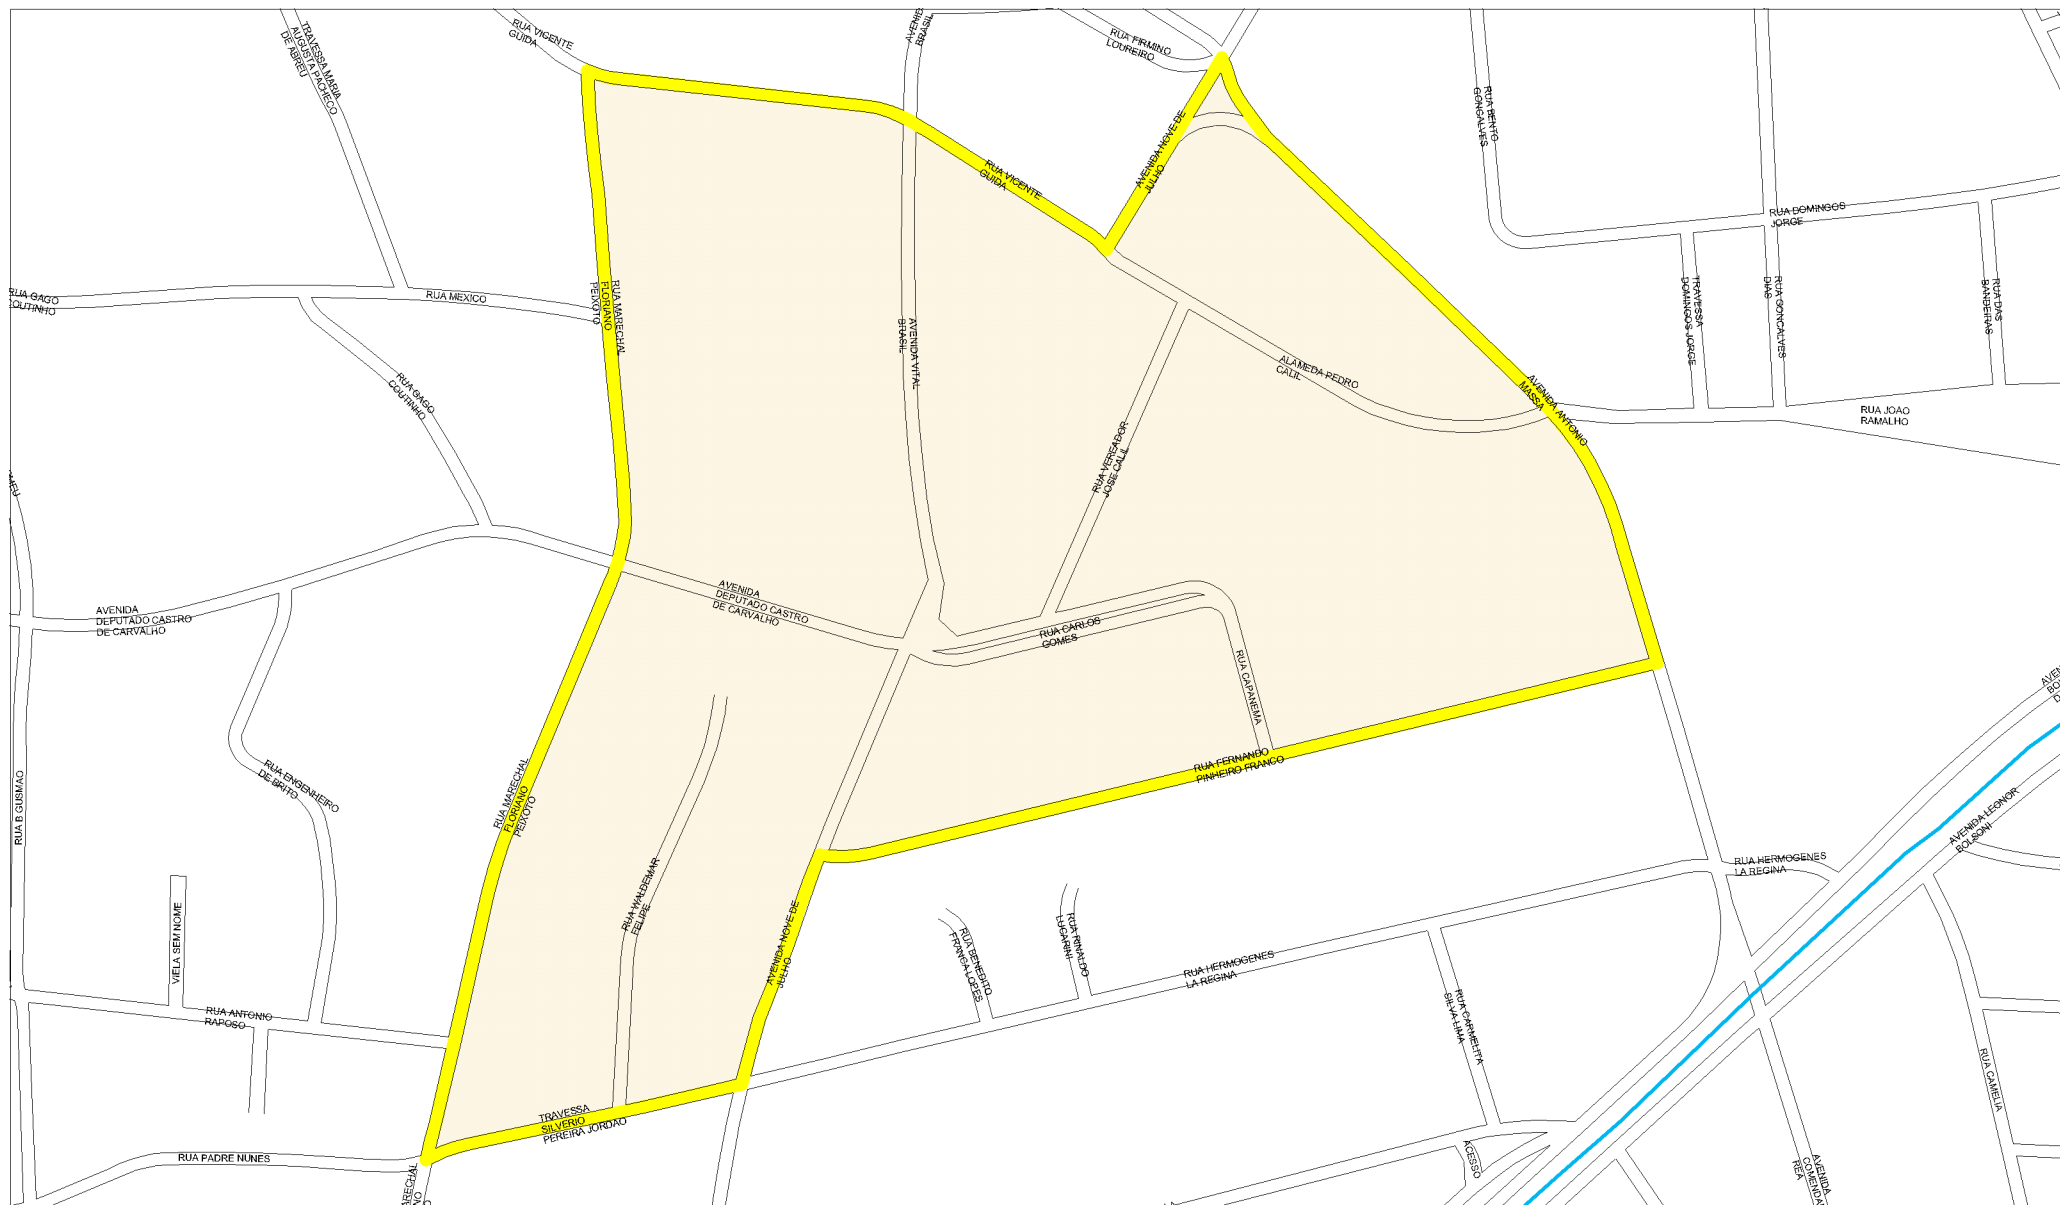 TRAVESSA MARIA
AUGUSTA PACHECO
DE ABREU
RUA VICENTE
GUIDA
BRASIL
RUA FIRMINO
LOUREIRO
RUA BENTO
GONCALVES
AVENIDA NOVE DE
JULHO
RUA VICENTE
GUIDA
RUA DOMINGOS
JORGE
RUA GAGO
COUTINHO
RUA MEXICO
RUA MARECHAL
FLORIANO
PEIXOTO
AVENIDA VITAL
BRASIL
TRAVESSA
DOMINGOS JORGE
RUA GONCALVES
DIAS
RUA DAS
BANDEIRAS
RUA GAGO
COUTINHO
ALAMEDA PEDRO
CALIL
AVENIDA ANTONIO
MASSA
RUA JOAO
RAMALHO
RUA VEREADOR
JOSE CALIL
AVENIDA
DEPUTADO CASTRO
DE CARVALHO
AVENIDA
DEPUTADO CASTRO
DE CARVALHO
RUA CARLOS
GOMES
RUA CAPANEMA
RUA B GUSMAO
RUA ENGENHEIRO
DE BRITO
RUA MARECHAL
FLORIANO
PEIXOTO
RUA FERNANDO
PINHEIRO FRANCO
AVENIDA LEONOR
BOLSONI
RUA HERMOGENES
LA REGINA
RUA WALDEMAR
FELIPE
VIELA SEM NOME
AVENIDA NOVE DE
JULHO
RUA BENEDITO
FRANCA LOPES
RUA RINALDO
LUCARINI
RUA HERMOGENES
LA REGINA
RUA ANTONIO
RAPOSO
RUA CARMELITA
SILVA LIMA
RUA CAMELIA
TRAVESSA
SILVERIO
PEREIRA JORDAO
RUA PADRE NUNES
ACESSO
AVENIDA
COMENDA
REA